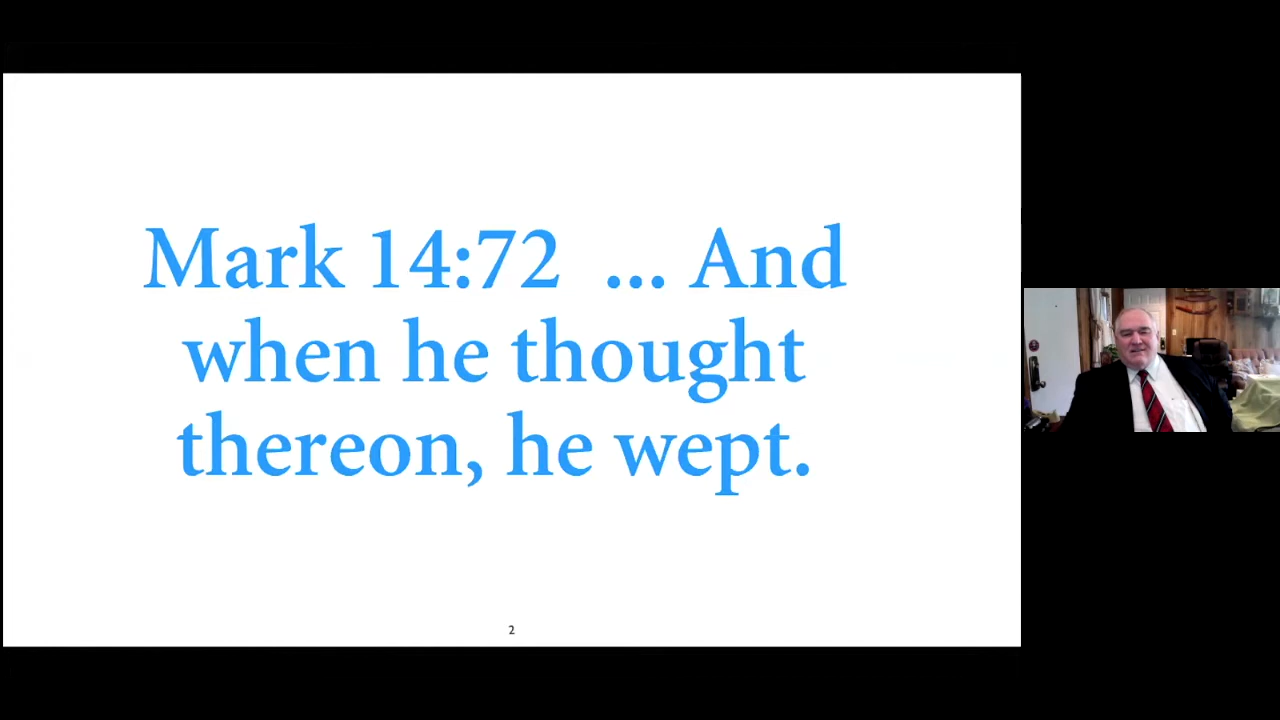 Mark 14:72 ... And
when he thought
thereon, he wept.
2